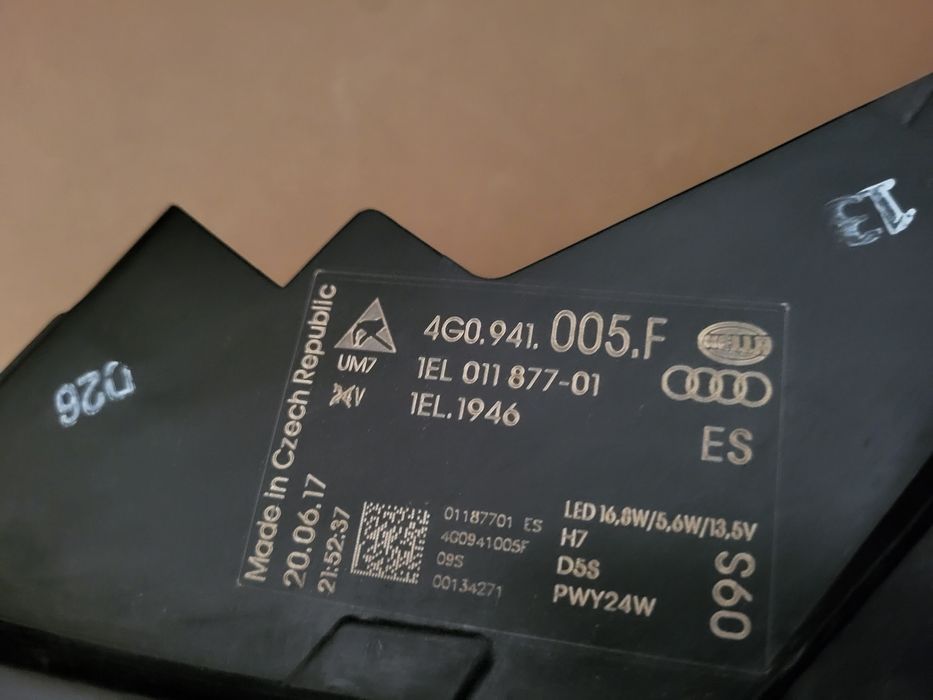 4G0.941. 005.F
HELLA
UM7
1EL 011 877-01
1EL.1946
ES
Made in Czech Republic
20.06.17
21:52:37
01187701 ES
4G0941005F
09S
00134271
LED 16,8W/5,6W/13,5V
H7
D5S
PWY24W
09S
D26
13